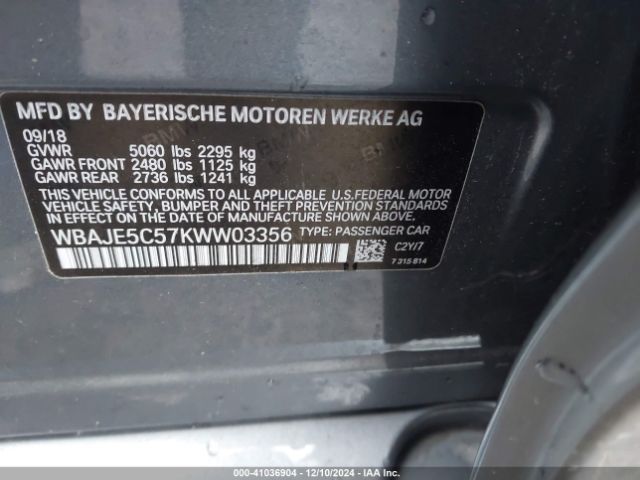 MFD BY BAYERISCHE MOTOREN WERKE AG
09/18
GVWR 5060 lbs 2295 kg
GAWR FRONT 2480 lbs 1125 kg
GAWR REAR 2736 lbs 1241 kg
THIS VEHICLE CONFORMS TO ALL APPLICABLE U.S.FEDERAL MOTOR
VEHICLE SAFETY, BUMPER AND THEFT PREVENTION STANDARDS
IN EFFECT ON THE DATE OF MANUFACTURE SHOWN ABOVE.
WBAJE5C57KWW03356 TYPE: PASSENGER CAR
C2Y/7
7 315 814
000-41036904 / 12/10/2024 / IAA Inc.